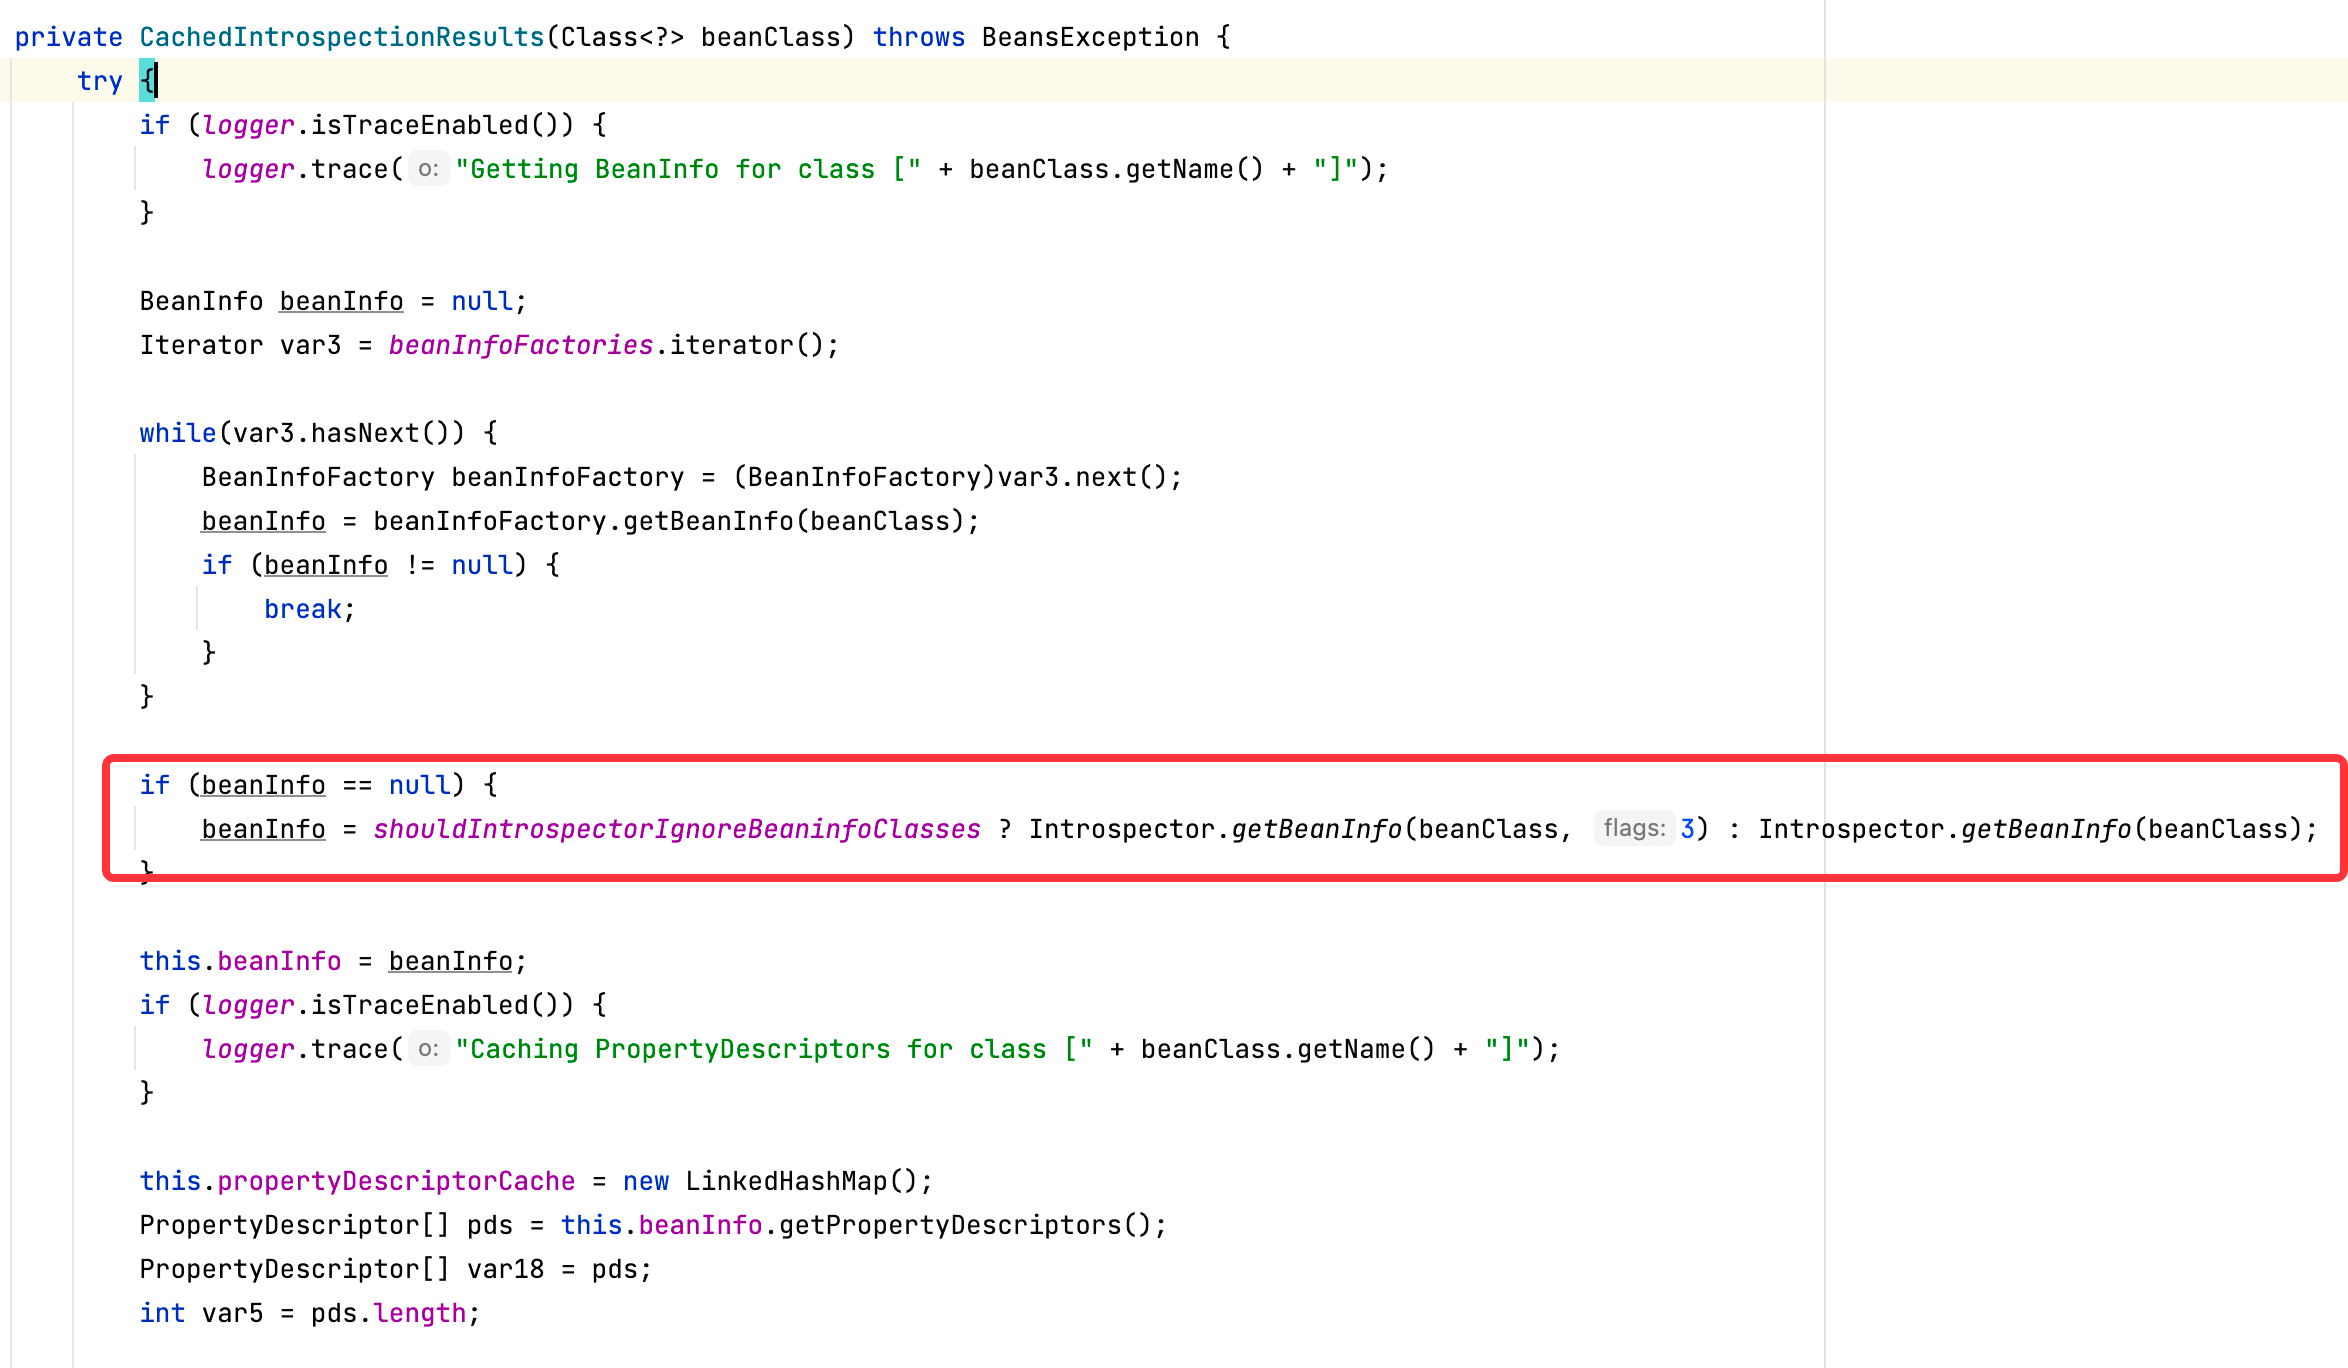 private CachedIntrospectionResults(Class<?> beanClass) throws BeansException {
    try {
        if (logger.isTraceEnabled()) {
            logger.trace( o: "Getting BeanInfo for class [" + beanClass.getName() + "]");
        }

        BeanInfo beanInfo = null;
        Iterator var3 = beanInfoFactories.iterator();

        while(var3.hasNext()) {
            BeanInfoFactory beanInfoFactory = (BeanInfoFactory)var3.next();
            beanInfo = beanInfoFactory.getBeanInfo(beanClass);
            if (beanInfo != null) {
                break;
            }
        }

        if (beanInfo == null) {
            beanInfo = shouldIntrospectorIgnoreBeaninfoClasses ? Introspector.getBeanInfo(beanClass, flags: 3) : Introspector.getBeanInfo(beanClass);
        }

        this.beanInfo = beanInfo;
        if (logger.isTraceEnabled()) {
            logger.trace( o: "Caching PropertyDescriptors for class [" + beanClass.getName() + "]");
        }

        this.propertyDescriptorCache = new LinkedHashMap();
        PropertyDescriptor[] pds = this.beanInfo.getPropertyDescriptors();
        PropertyDescriptor[] var18 = pds;
        int var5 = pds.length;